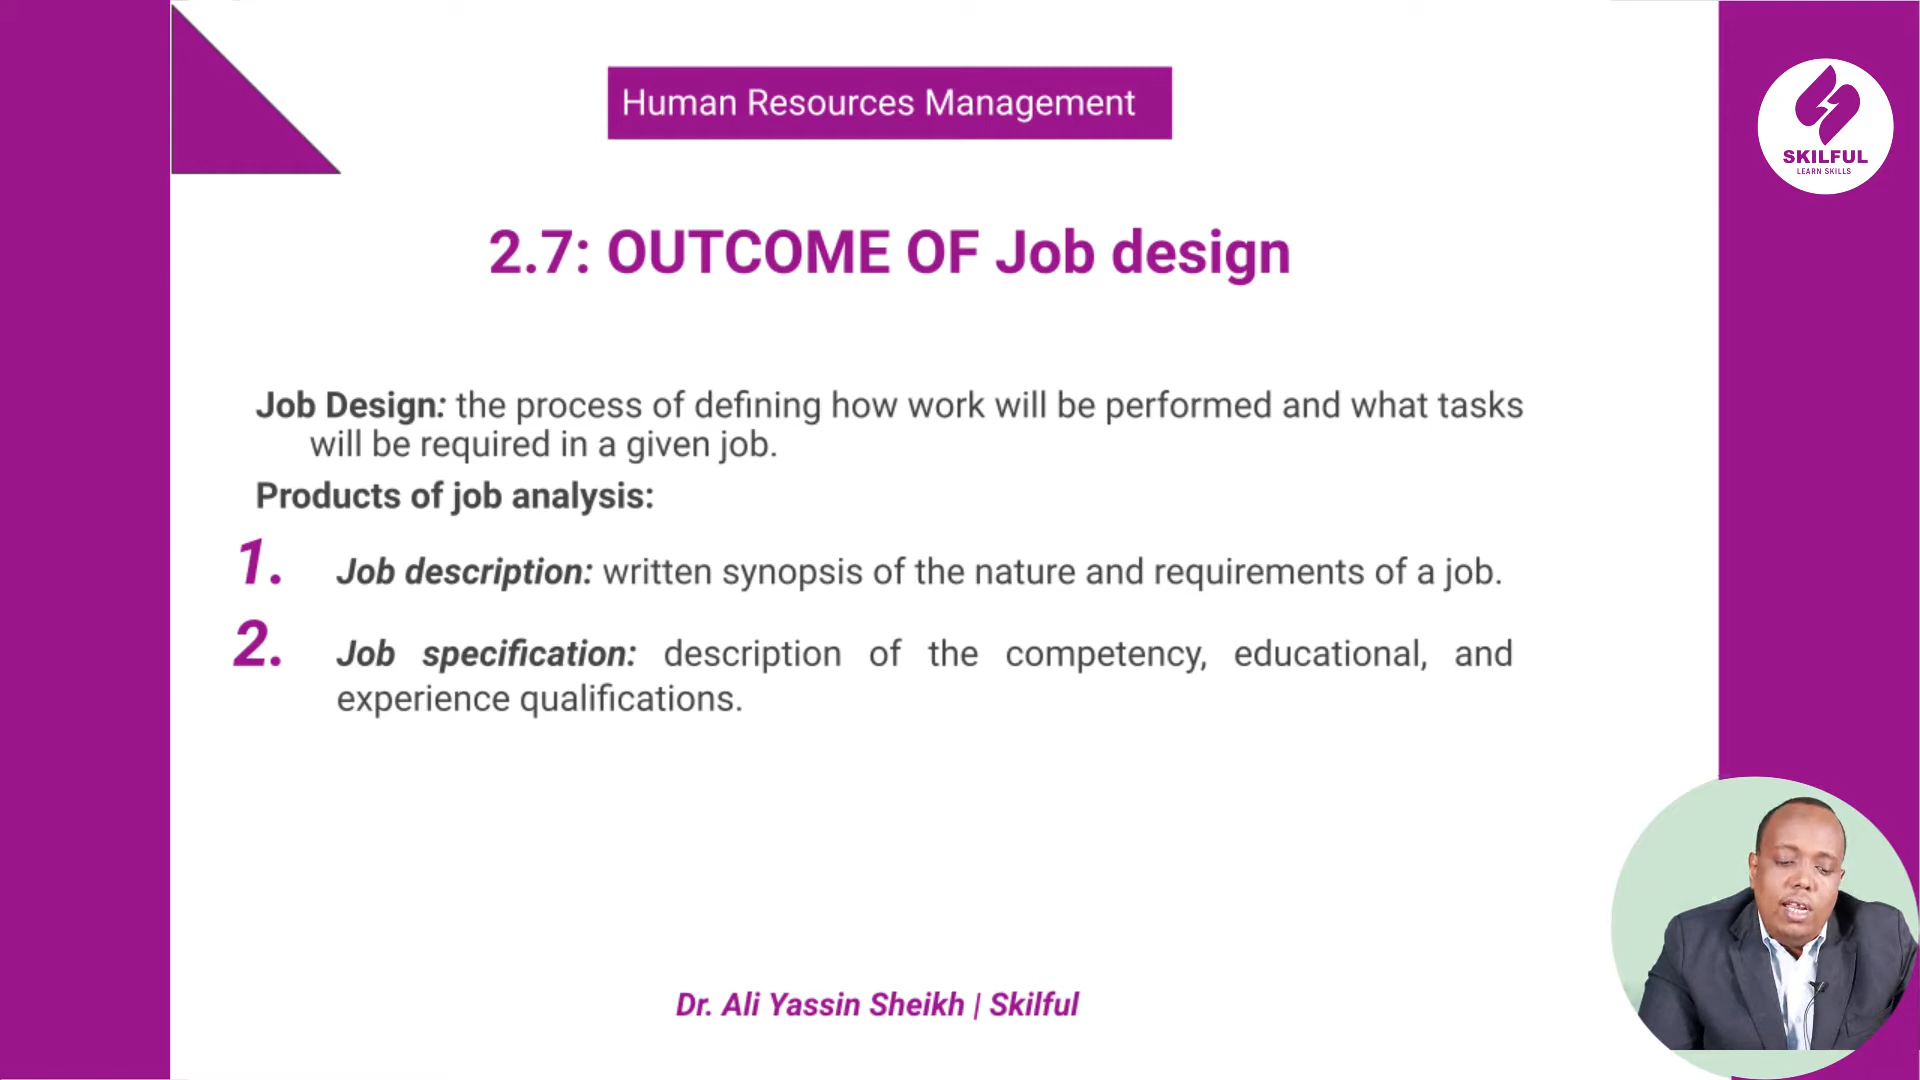 Human Resources Management
SKILFUL
LEARN SKILLS
2.7: OUTCOME OF Job design
Job Design: the process of defining how work will be performed and what tasks
will be required in a given job.
Products of job analysis:
1. Job description: written synopsis of the nature and requirements of a job.
2. Job specification: description of the competency, educational, and
experience qualifications.
Dr. Ali Yassin Sheikh | Skilful